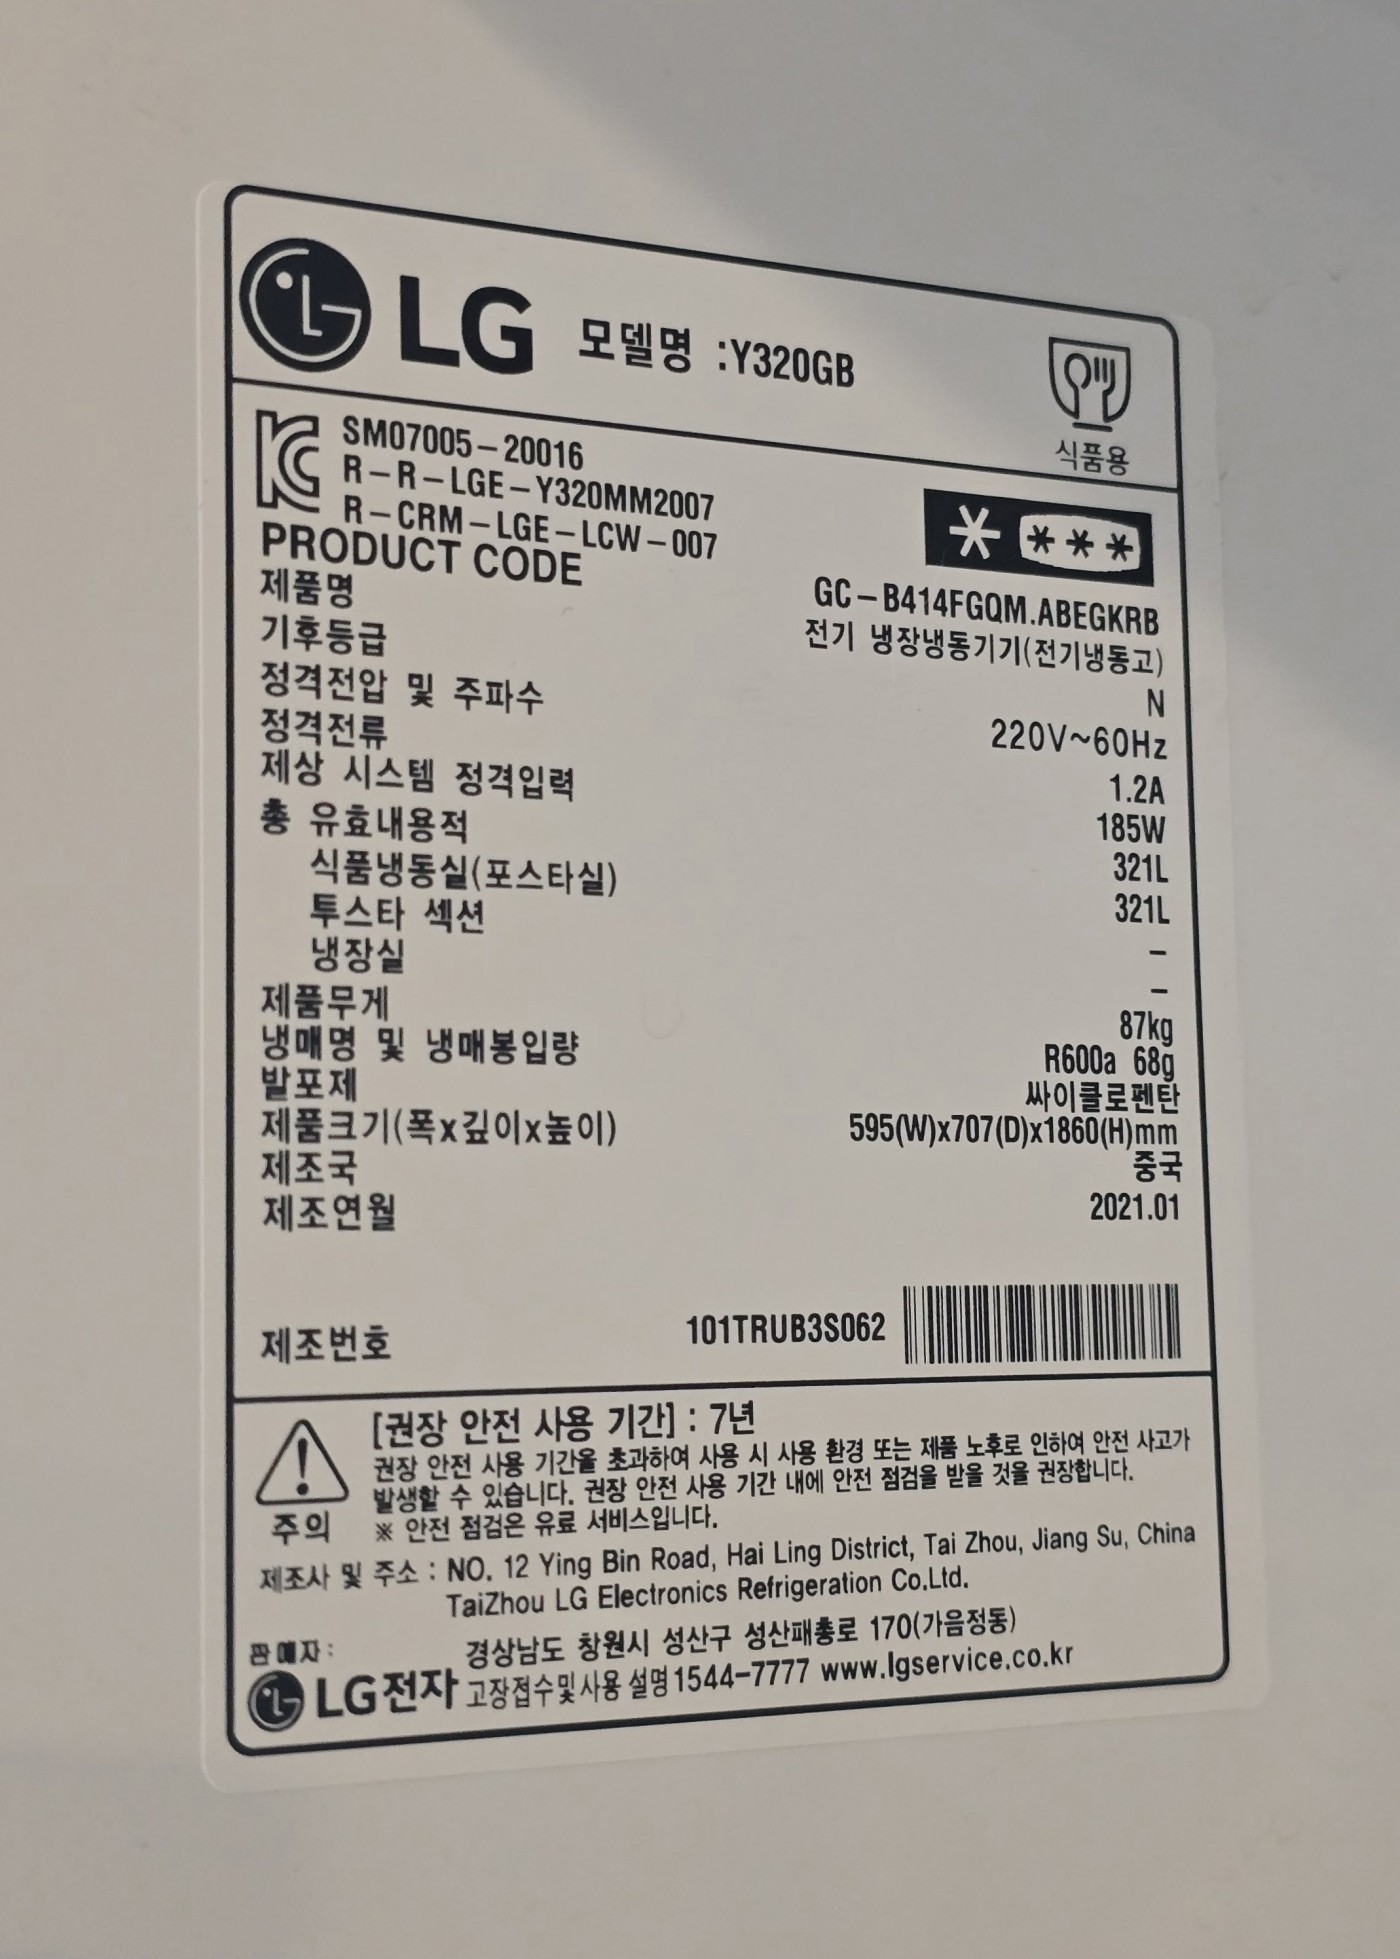 LG 모델명 :Y320GB
식품용
SM07005-20016
R-R-LGE-Y320MM2007
R-CRM-LGE-LCW-007
PRODUCT CODE GC-B414FGQM.ABEGKRB
제품명 전기 냉장냉동기기(전기냉동고)
기후등급 N
정격전압 및 주파수 220V~60Hz
정격전류 1.2A
제상 시스템 정격입력 185W
총 유효내용적 321L
식품냉동실(포스타실) 321L
투스타 섹션 -
냉장실 -
제품무게 87kg
냉매명 및 냉매봉입량 R600a 68g
발포제 싸이클로펜탄
제품크기(폭x깊이x높이) 595(W)x707(D)x1860(H)mm
제조국 중국
제조연월 2021.01
제조번호 101TRUB3S062
[권장 안전 사용 기간] : 7년
권장 안전 사용 기간을 초과하여 사용 시 사용 환경 또는 제품 노후로 인하여 안전 사고가
발생할 수 있습니다. 권장 안전 사용 기간 내에 안전 점검을 받을 것을 권장합니다.
주의 ※ 안전 점검은 유료 서비스입니다.
제조사 및 주소 : NO. 12 Ying Bin Road, Hai Ling District, Tai Zhou, Jiang Su, China
TaiZhou LG Electronics Refrigeration Co.Ltd.
판매자: 경상남도 창원시 성산구 성산패총로 170(가음정동)
LG전자 고장접수및사용 설명1544-7777 www.lgservice.co.kr